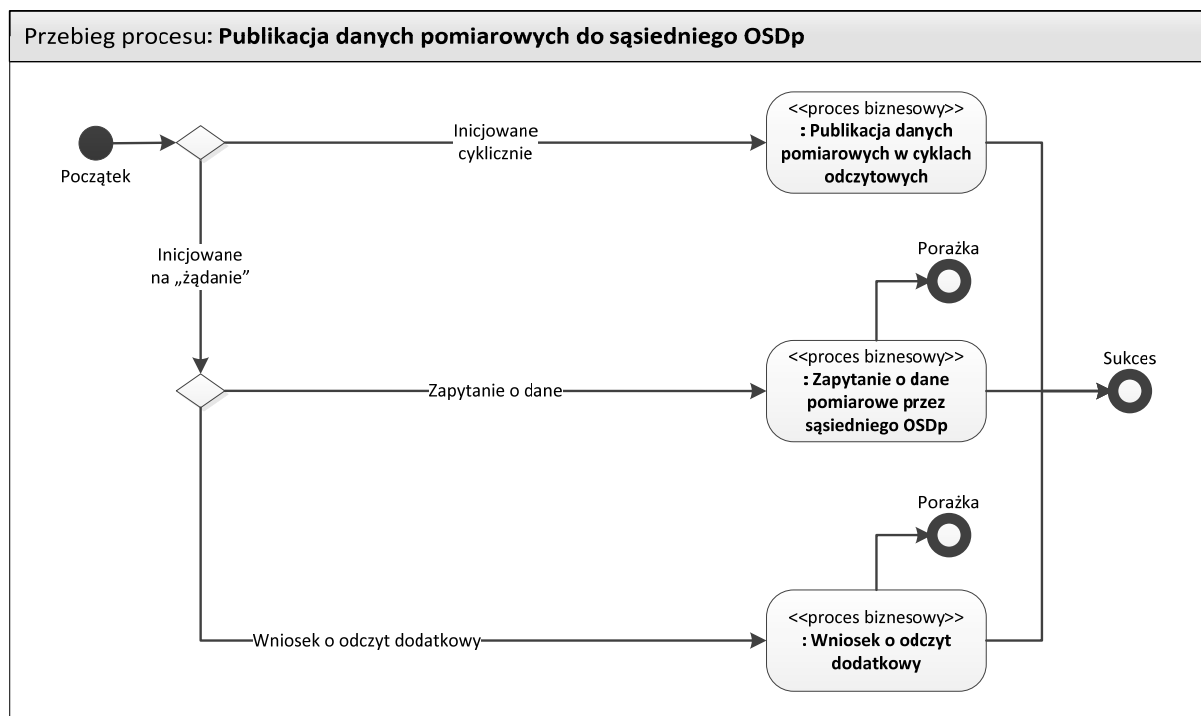 Przebieg procesu: Publikacja danych pomiarowych do sąsiedniego OSDp
Początek
Inicjowane
cyklicznie
<<proces biznesowy>>
: Publikacja danych
pomiarowych w cyklach
odczytowych
Inicjowane
na „żądanie”
Porażka
Zapytanie o dane
<<proces biznesowy>>
: Zapytanie o dane
pomiarowe przez
sąsiedniego OSDp
Sukces
Porażka
Wniosek o odczyt dodatkowy
<<proces biznesowy>>
: Wniosek o odczyt
dodatkowy